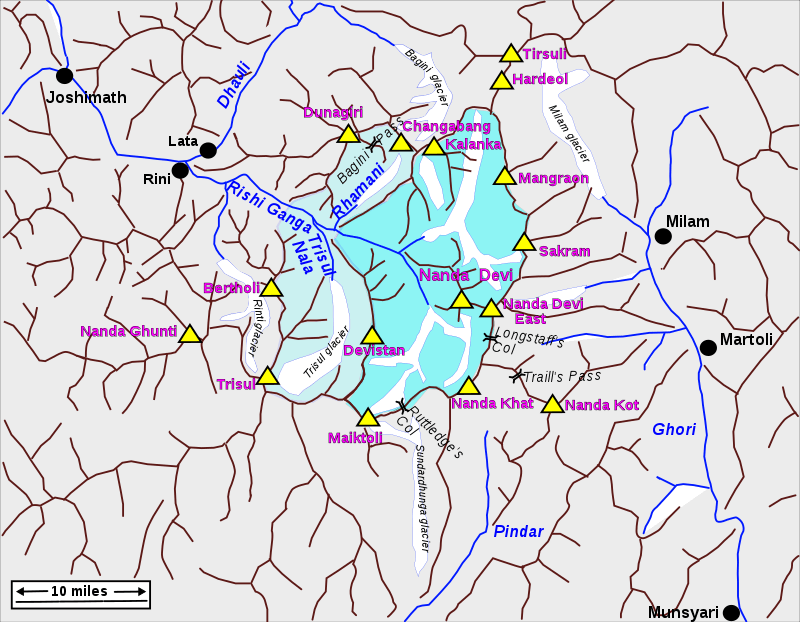 Tirsuli
Hardeol
Bagini glacier
Joshimath
Dhauli
Milam glacier
Dunagiri
Bagini Pass
Changabang
Kalanka
Lata
Rini
Rhamani
Mangraon
Rishi Ganga
Trisul
Nala
Milam
Sakram
Bertholi
Nanda Devi
Nanda Devi
East
Rinti glacier
Nanda Ghunti
Trisul glacier
Devistan
Longstaff's
Col
Martoli
Trisul
Traill's Pass
Nanda Khat
Nanda Kot
Maiktoli
Ruttledge's
Col
Ghori
Sundardhunga glacier
Pindar
10 miles
Munsyari